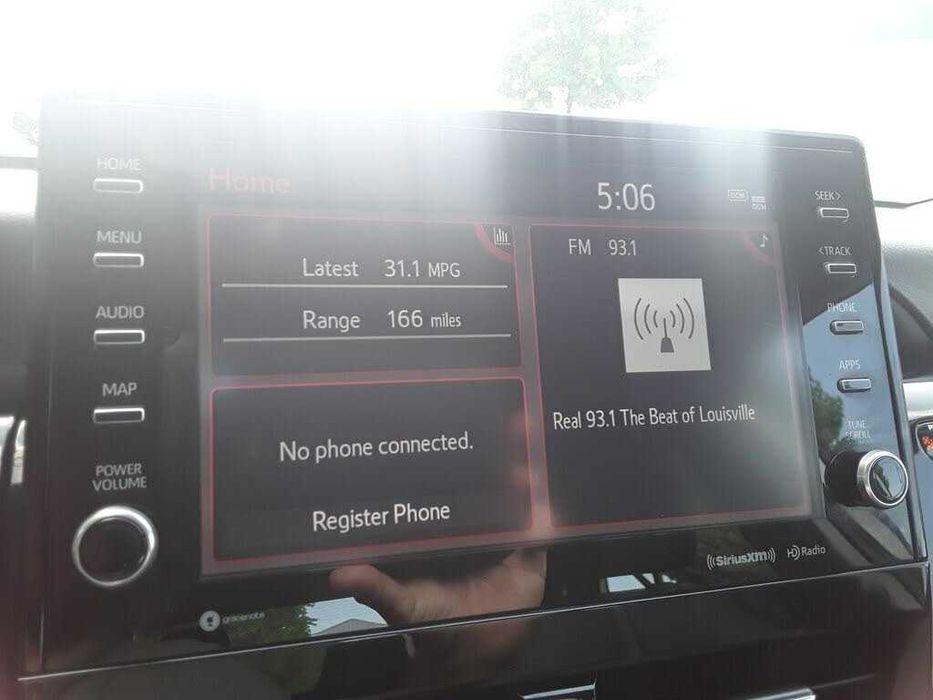 HOME
MENU
AUDIO
MAP
POWER
VOLUME
Home
5:06
DCM
DCM
Latest 31.1 MPG
Range 166 miles
No phone connected.
Register Phone
FM 93.1
Real 93.1 The Beat of Louisville
SEEK>
<TRACK
PHONE
APPS
TUNE
SCROLL
((SiriusXM))
HD Radio
gracenote